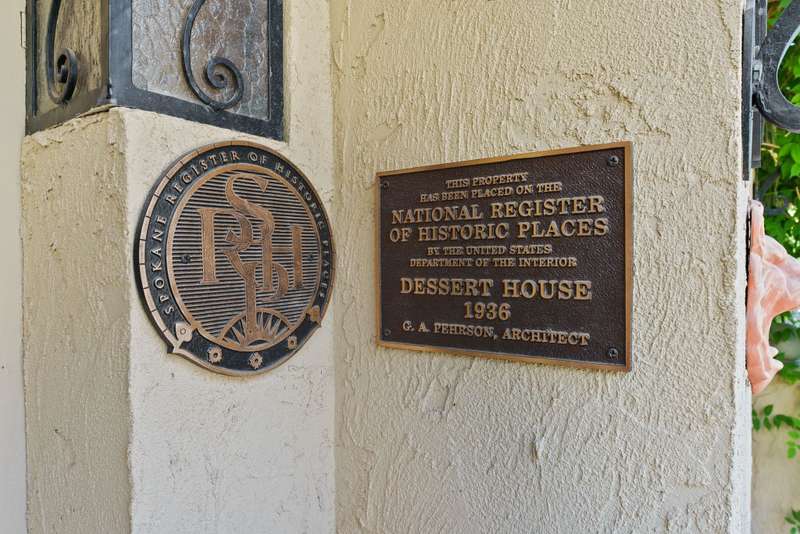 SPOKANE REGISTER OF HISTORIC PLACES
SRHP
THIS PROPERTY
HAS BEEN PLACED ON THE
NATIONAL REGISTER
OF HISTORIC PLACES
BY THE UNITED STATES
DEPARTMENT OF THE INTERIOR
DESSERT HOUSE
1936
G. A. PEHRSON, ARCHITECT